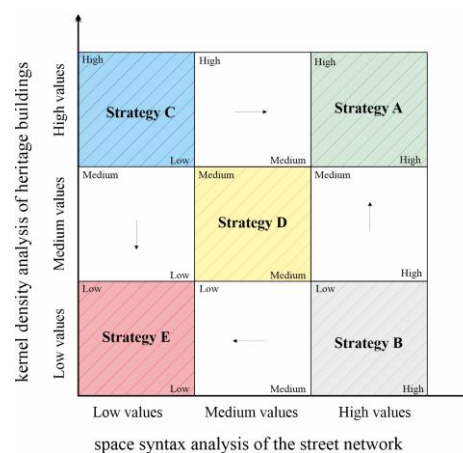 kernel density analysis of heritage buildings
High values
Medium values
Low values
High
Strategy C
Low
High
Medium
High
Strategy A
High
Medium
Low
Medium
Strategy D
Medium
Medium
High
Low
Strategy E
Low
Low
Medium
Low
Strategy B
High
Low values
Medium values
High values
space syntax analysis of the street network